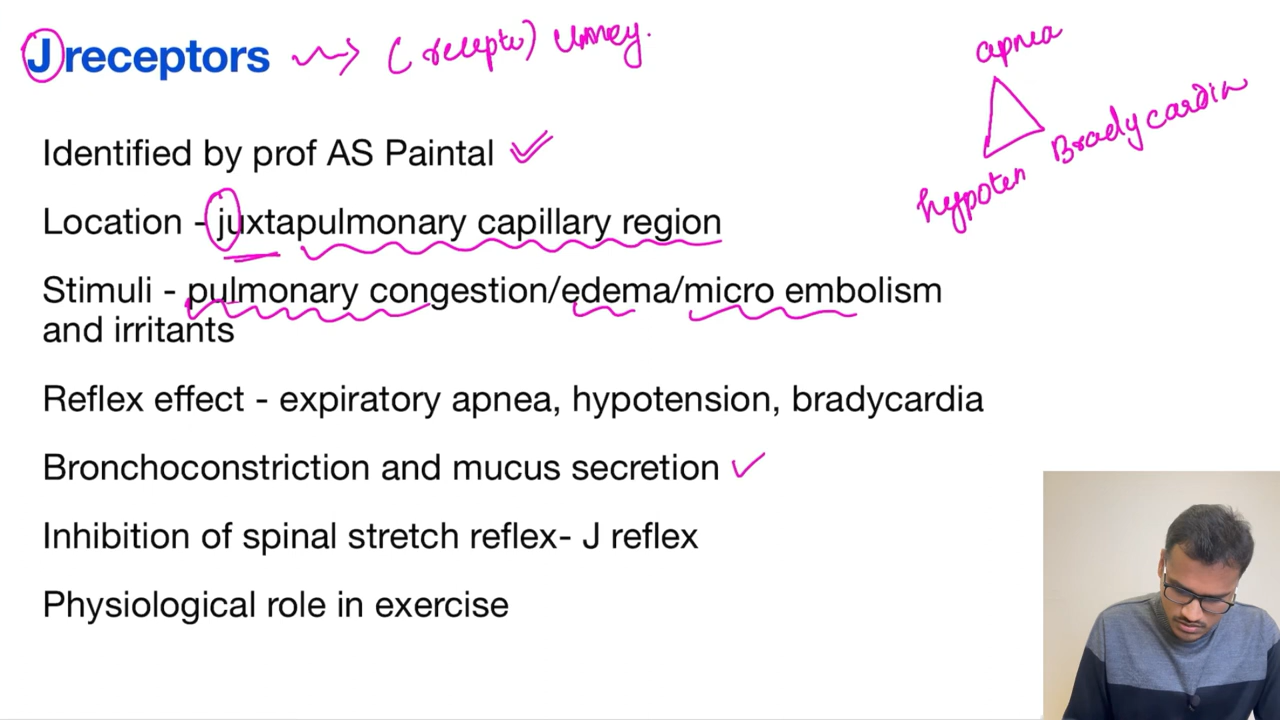 J receptors (recepto)
apnea
Bradycardia
hypoten
Identified by prof AS Paintal
Location - juxtapulmonary capillary region
Stimuli - pulmonary congestion/edema/micro embolism
and irritants
Reflex effect - expiratory apnea, hypotension, bradycardia
Bronchoconstriction and mucus secretion
Inhibition of spinal stretch reflex- J reflex
Physiological role in exercise